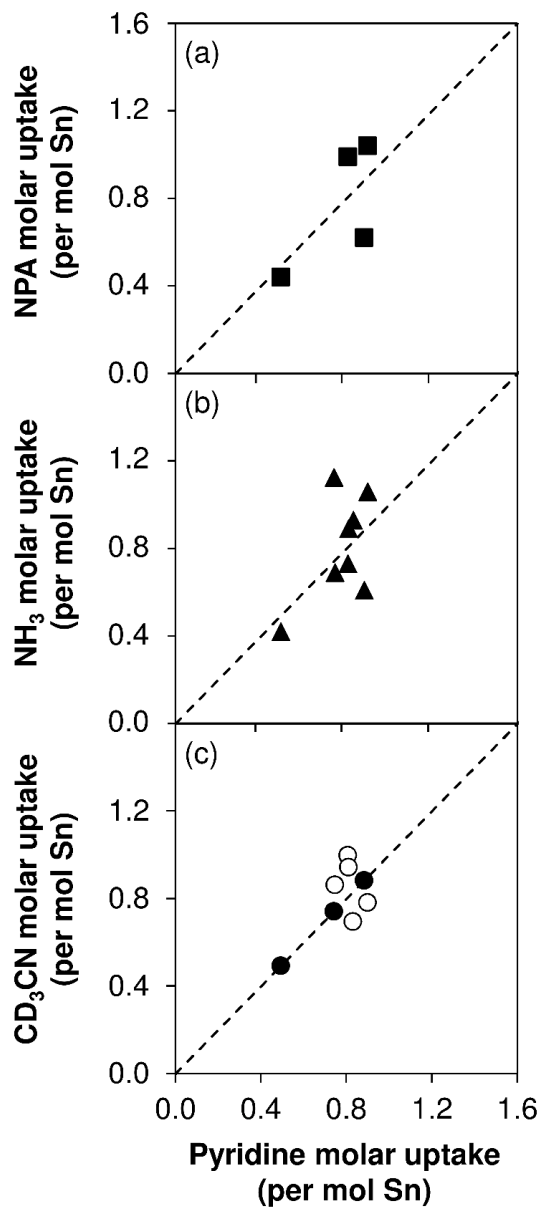 (a)
NPA molar uptake
(per mol Sn)
1.6
1.2
0.8
0.4
0.0
(b)
NH₃ molar uptake
(per mol Sn)
1.2
0.8
0.4
0.0
(c)
CD₃CN molar uptake
(per mol Sn)
1.2
0.8
0.4
0.0
0.0 0.4 0.8 1.2 1.6
Pyridine molar uptake
(per mol Sn)